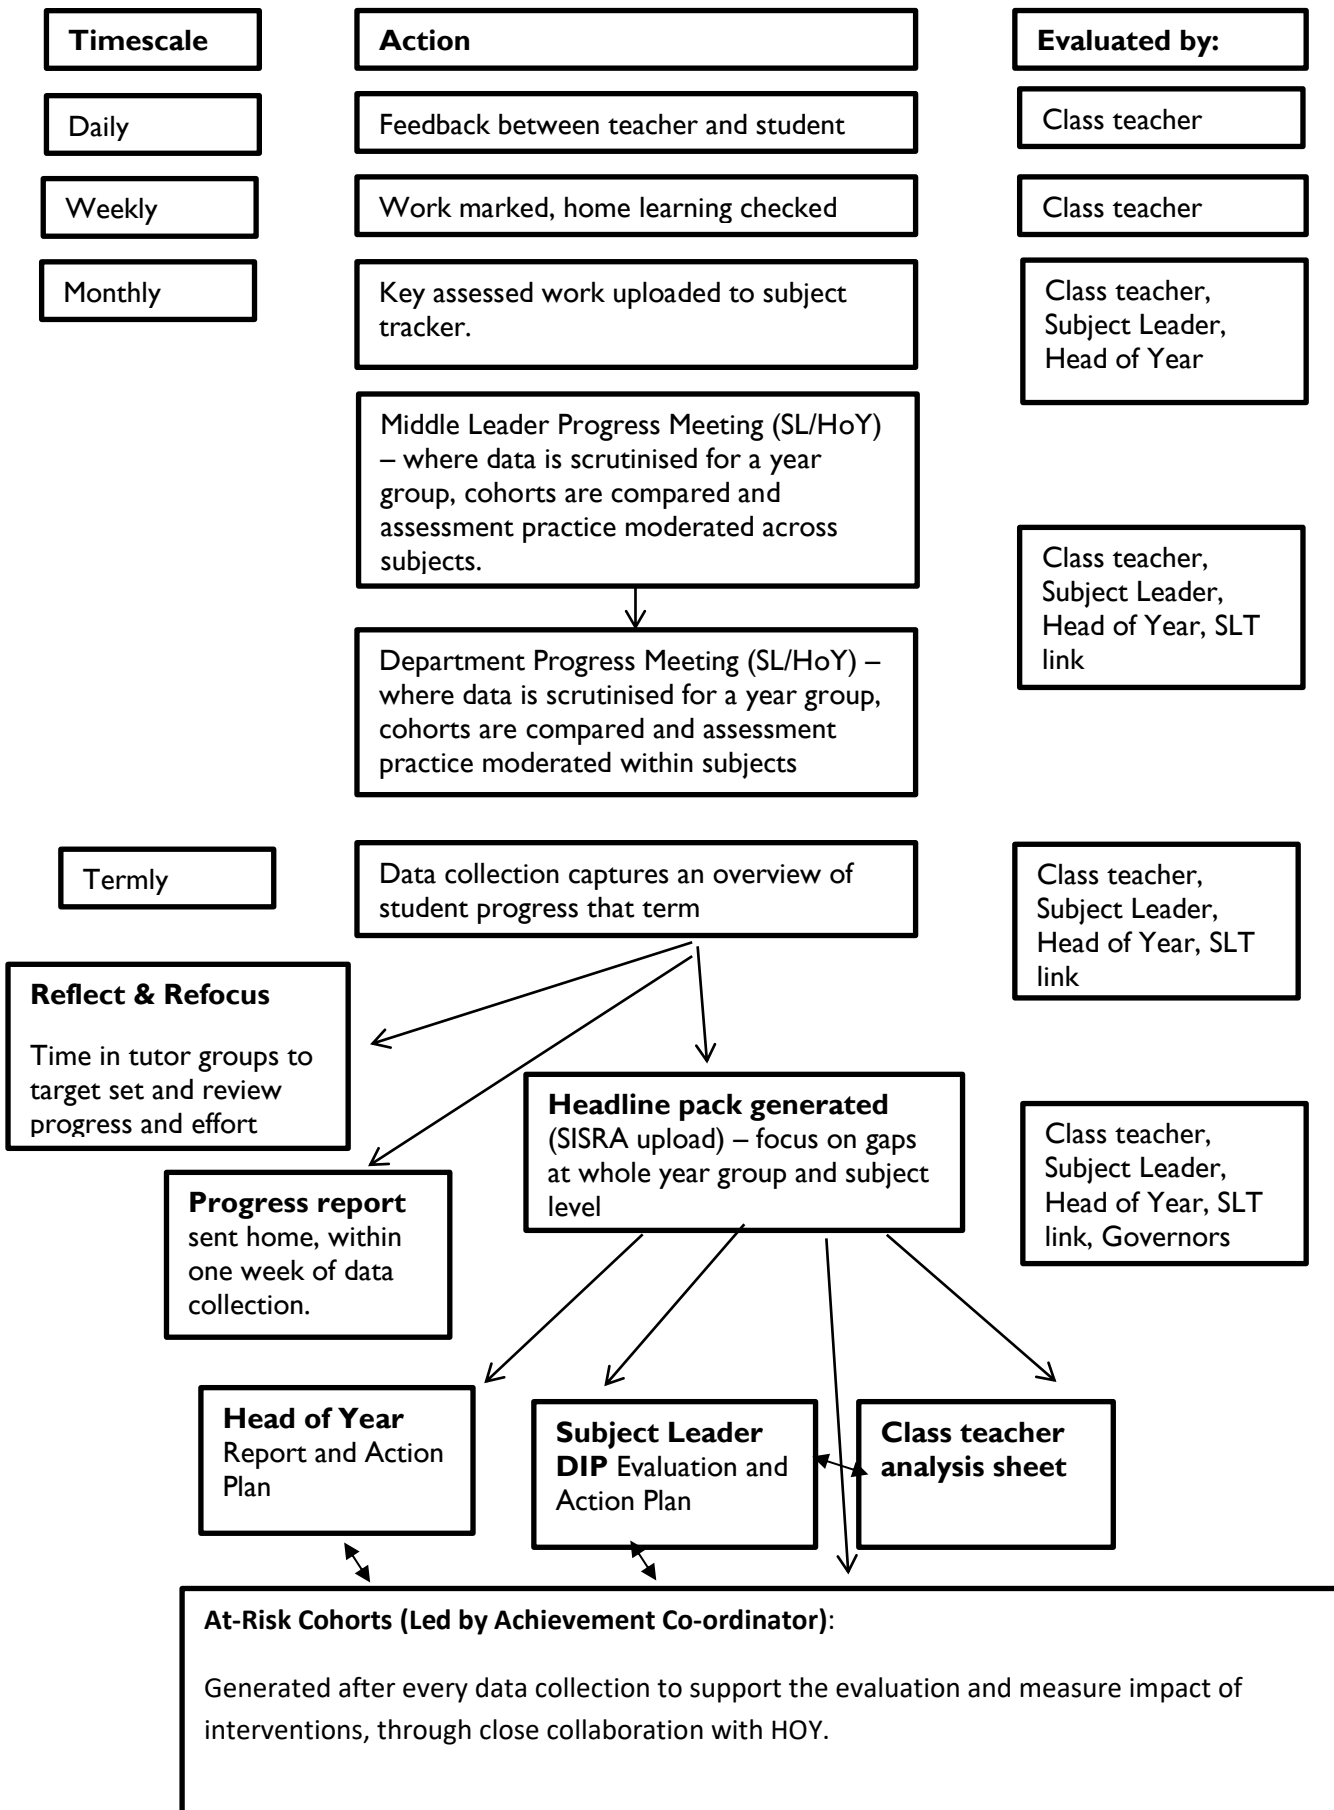 Timescale
Action
Evaluated by:
Daily
Feedback between teacher and student
Class teacher
Weekly
Work marked, home learning checked
Class teacher
Monthly
Key assessed work uploaded to subject
tracker.
Class teacher,
Subject Leader,
Head of Year
Middle Leader Progress Meeting (SL/HoY)
– where data is scrutinised for a year
group, cohorts are compared and
assessment practice moderated across
subjects.
Class teacher,
Subject Leader,
Head of Year, SLT
link
Department Progress Meeting (SL/HoY) –
where data is scrutinised for a year group,
cohorts are compared and assessment
practice moderated within subjects
Termly
Data collection captures an overview of
student progress that term
Class teacher,
Subject Leader,
Head of Year, SLT
link
Reflect & Refocus
Time in tutor groups to
target set and review
progress and effort
Headline pack generated
(SISRA upload) – focus on gaps
at whole year group and subject
level
Class teacher,
Subject Leader,
Head of Year, SLT
link, Governors
Progress report
sent home, within
one week of data
collection.
Head of Year
Report and Action
Plan
Subject Leader
DIP Evaluation and
Action Plan
Class teacher
analysis sheet
At-Risk Cohorts (Led by Achievement Co-ordinator):
Generated after every data collection to support the evaluation and measure impact of
interventions, through close collaboration with HOY.